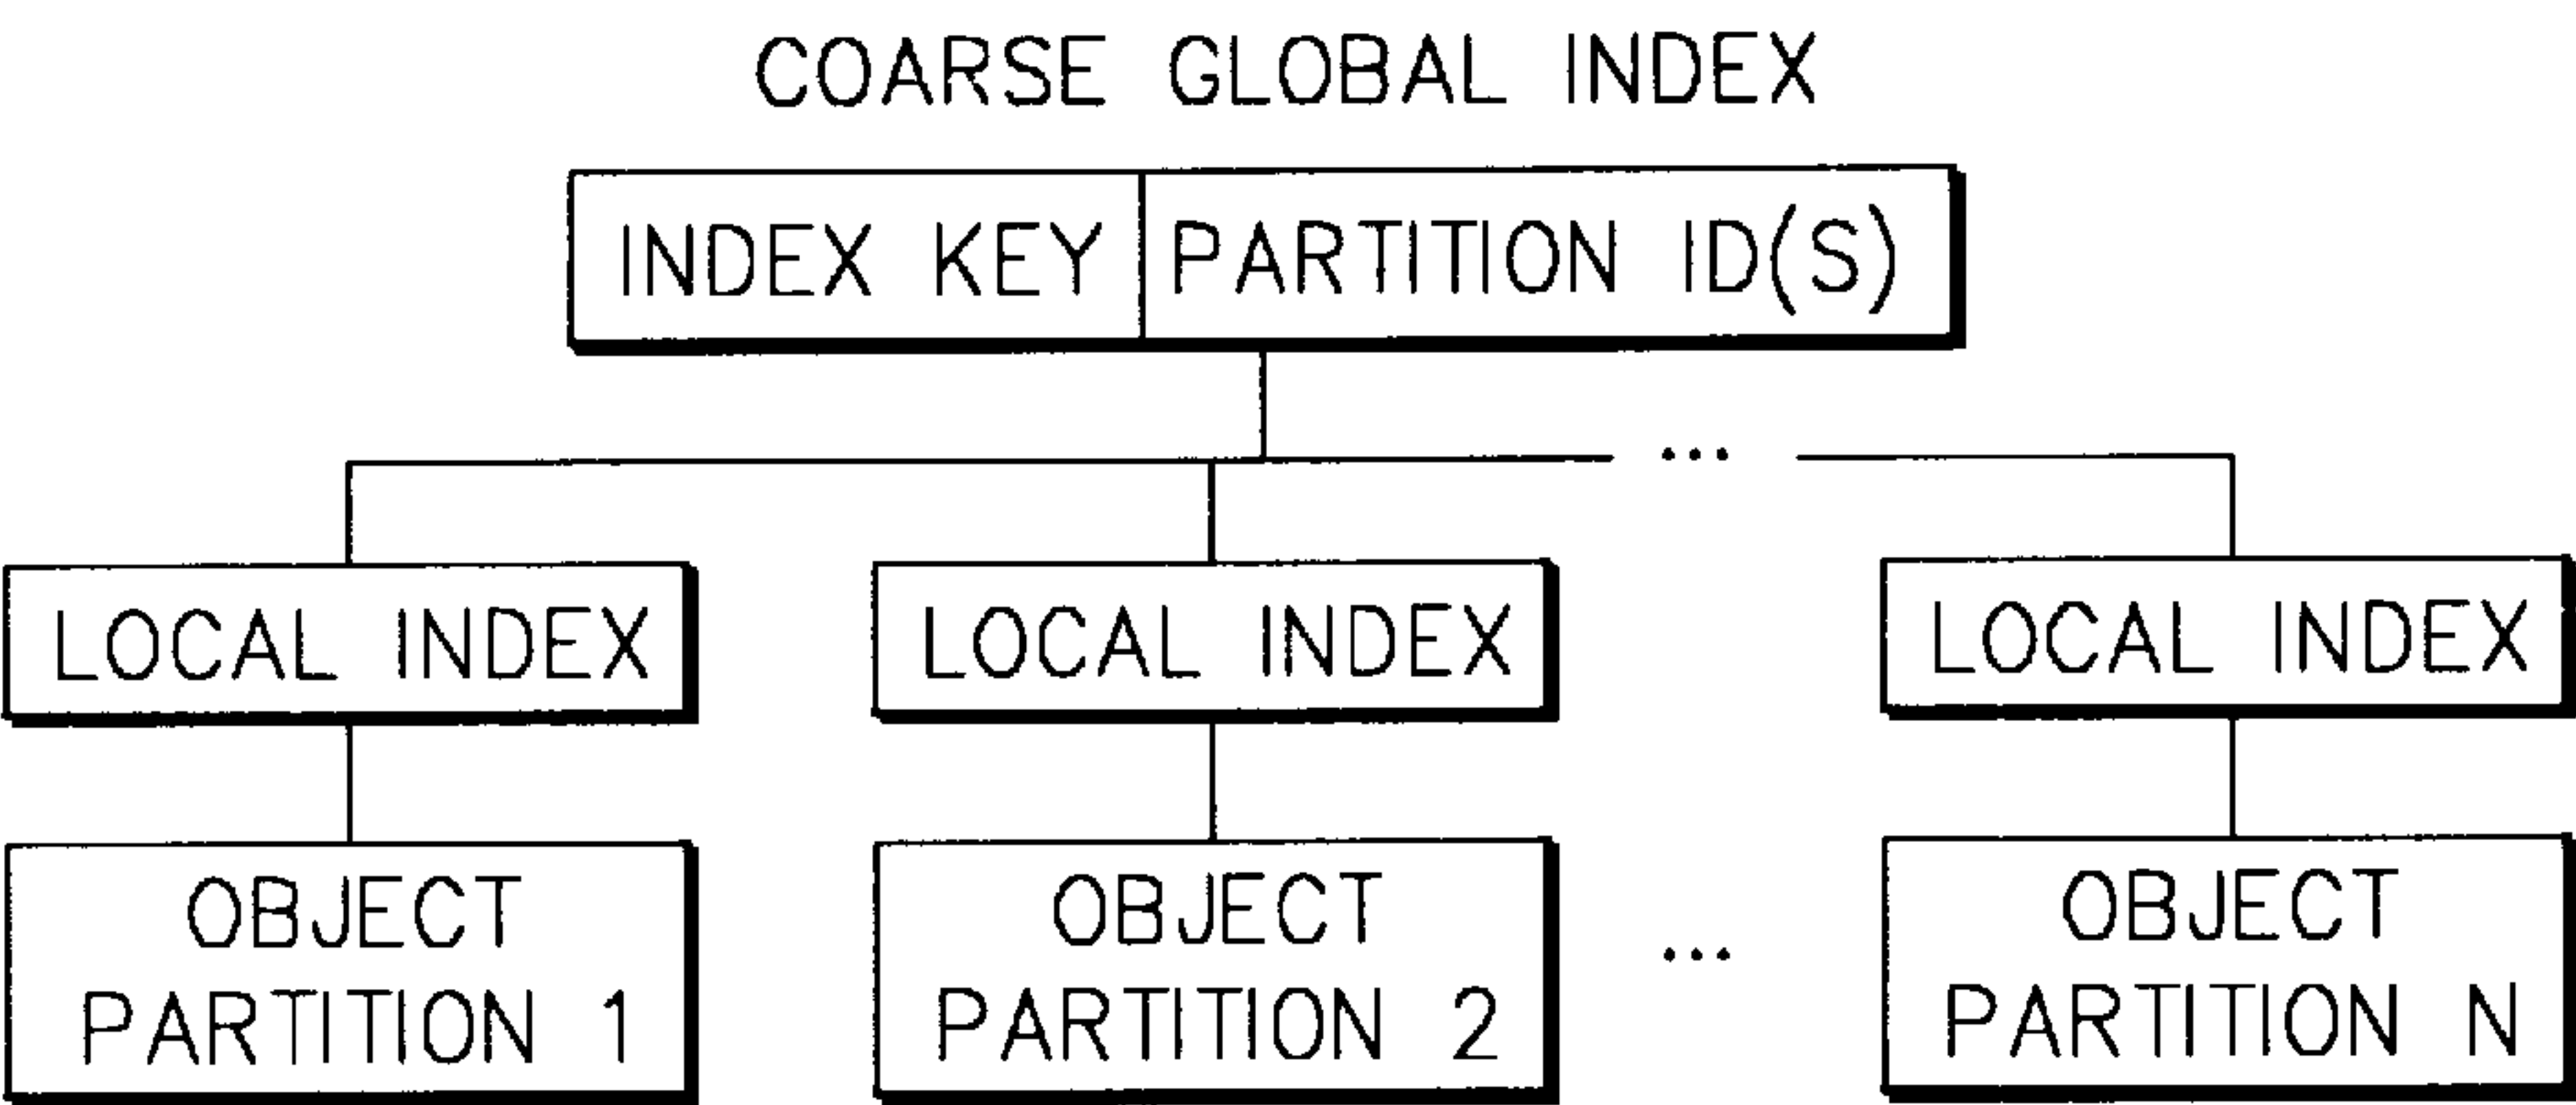 COARSE GLOBAL INDEX
INDEX KEY PARTITION ID(S)
...
LOCAL INDEX LOCAL INDEX LOCAL INDEX
OBJECT OBJECT OBJECT
PARTITION 1 PARTITION 2 ... PARTITION N